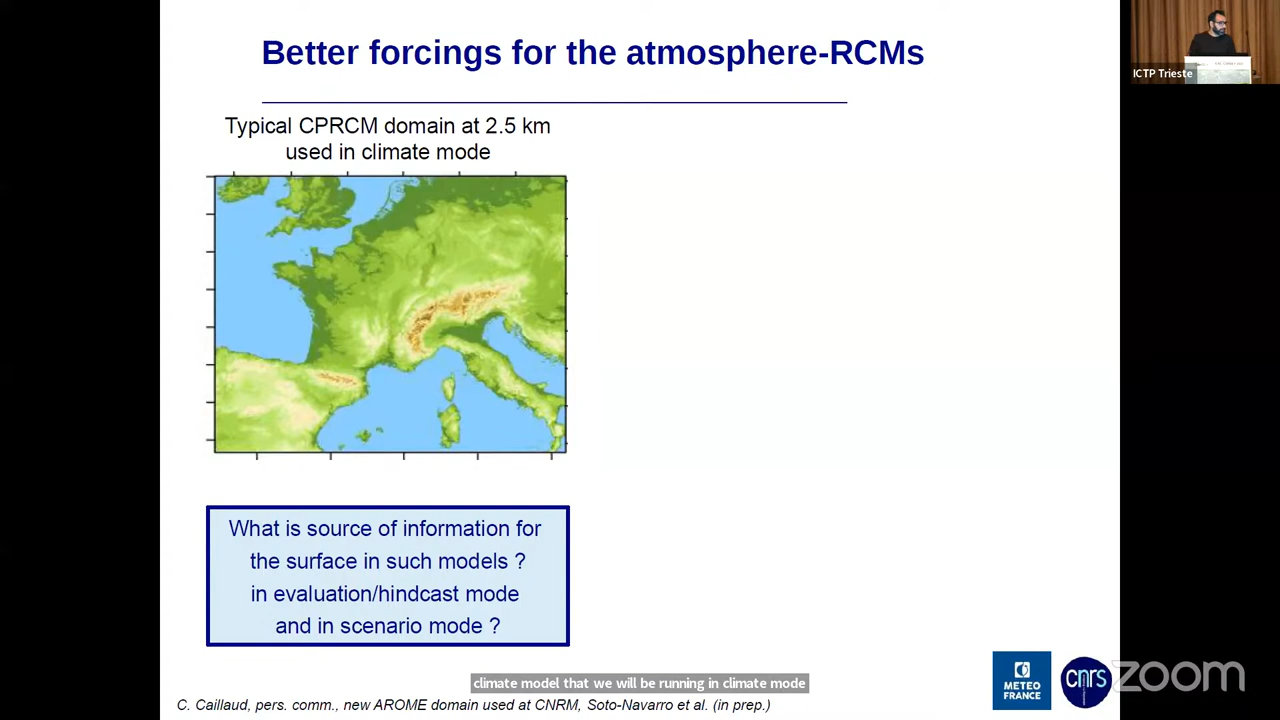 Better forcings for the atmosphere-RCMs
ICTP Trieste
Typical CPRCM domain at 2.5 km
used in climate mode
What is source of information for
the surface in such models ?
in evaluation/hindcast mode
and in scenario mode ?
climate model that we will be running in climate mode
METEO
FRANCE
cnrs
zoom
C. Caillaud, pers. comm., new AROME domain used at CNRM, Soto-Navarro et al. (in prep.)